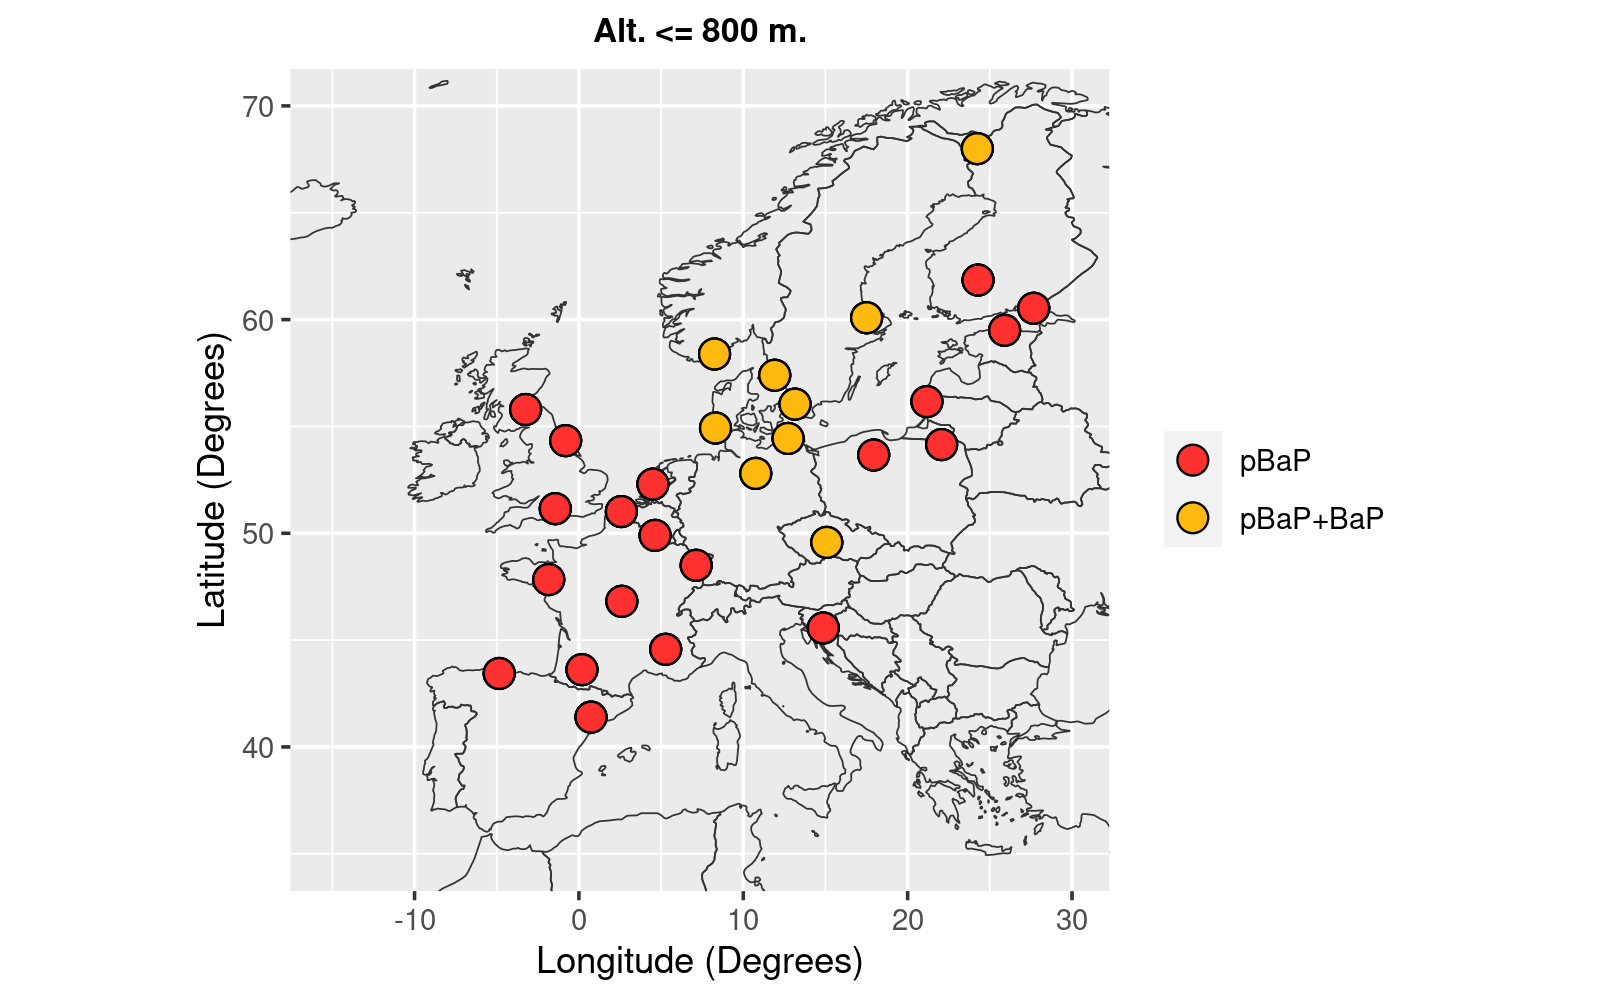 Alt. <= 800 m.
70
60
50
40
-10 0 10 20 30
Latitude (Degrees)
Longitude (Degrees)
pBaP
pBaP+BaP